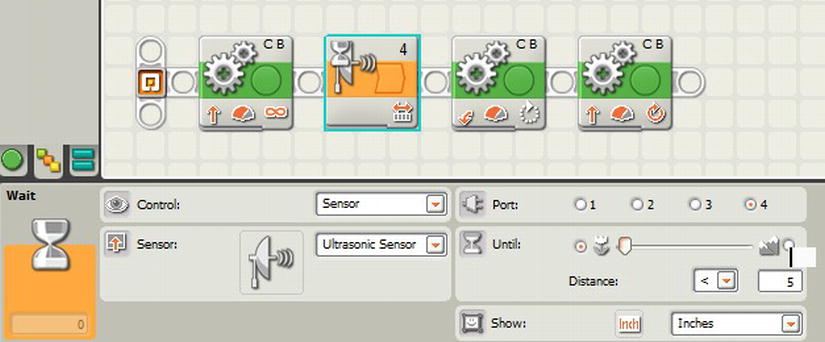 C B
4
C B
C B
Wait
0
Control:
Sensor
Sensor:
Ultrasonic Sensor
Port:
1
2
3
4
Until:
Distance:
<
5
Show:
Inch
Inches